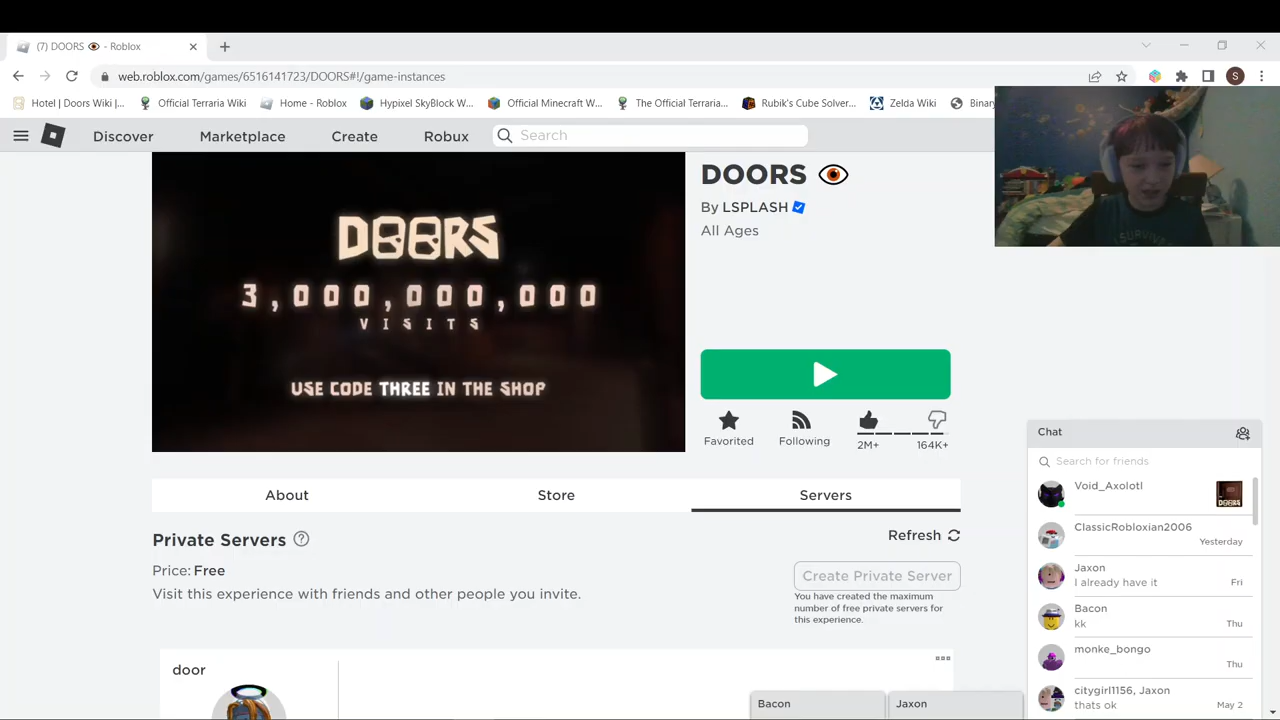 (7) DOORS 👁 - Roblox
web.roblox.com/games/6516141723/DOORS#!/game-instances
S
Hotel | Doors Wiki |...
Official Terraria Wiki
Home - Roblox
Hypixel SkyBlock W...
Official Minecraft W...
The Official Terraria...
Rubik's Cube Solver...
Zelda Wiki
Binary
Discover
Marketplace
Create
Robux
Search
DOORS
3,000,000,000
VISITS
USE CODE THREE IN THE SHOP
DOORS 👁
By LSPLASH
All Ages
Favorited
Following
2M+
164K+
About
Store
Servers
Private Servers
Refresh
Price: Free
Visit this experience with friends and other people you invite.
Create Private Server
You have created the maximum
number of free private servers for
this experience.
door
Chat
Search for friends
Void_Axolotl
DOORS
ClassicRobloxian2006
Yesterday
Jaxon
I already have it
Fri
Bacon
kk
Thu
monke_bongo
Thu
citygirl1156, Jaxon
thats ok
May 2
Bacon
Jaxon